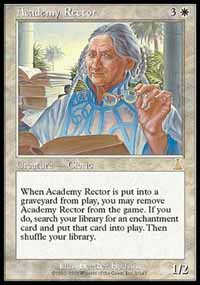 Academy Rector
3
Creature — Cleric
When Academy Rector is put into a
graveyard from play, you may remove
Academy Rector from the game. If you
do, search your library for an enchantment
card and put that card into play. Then
shuffle your library.
1/2
Illus.